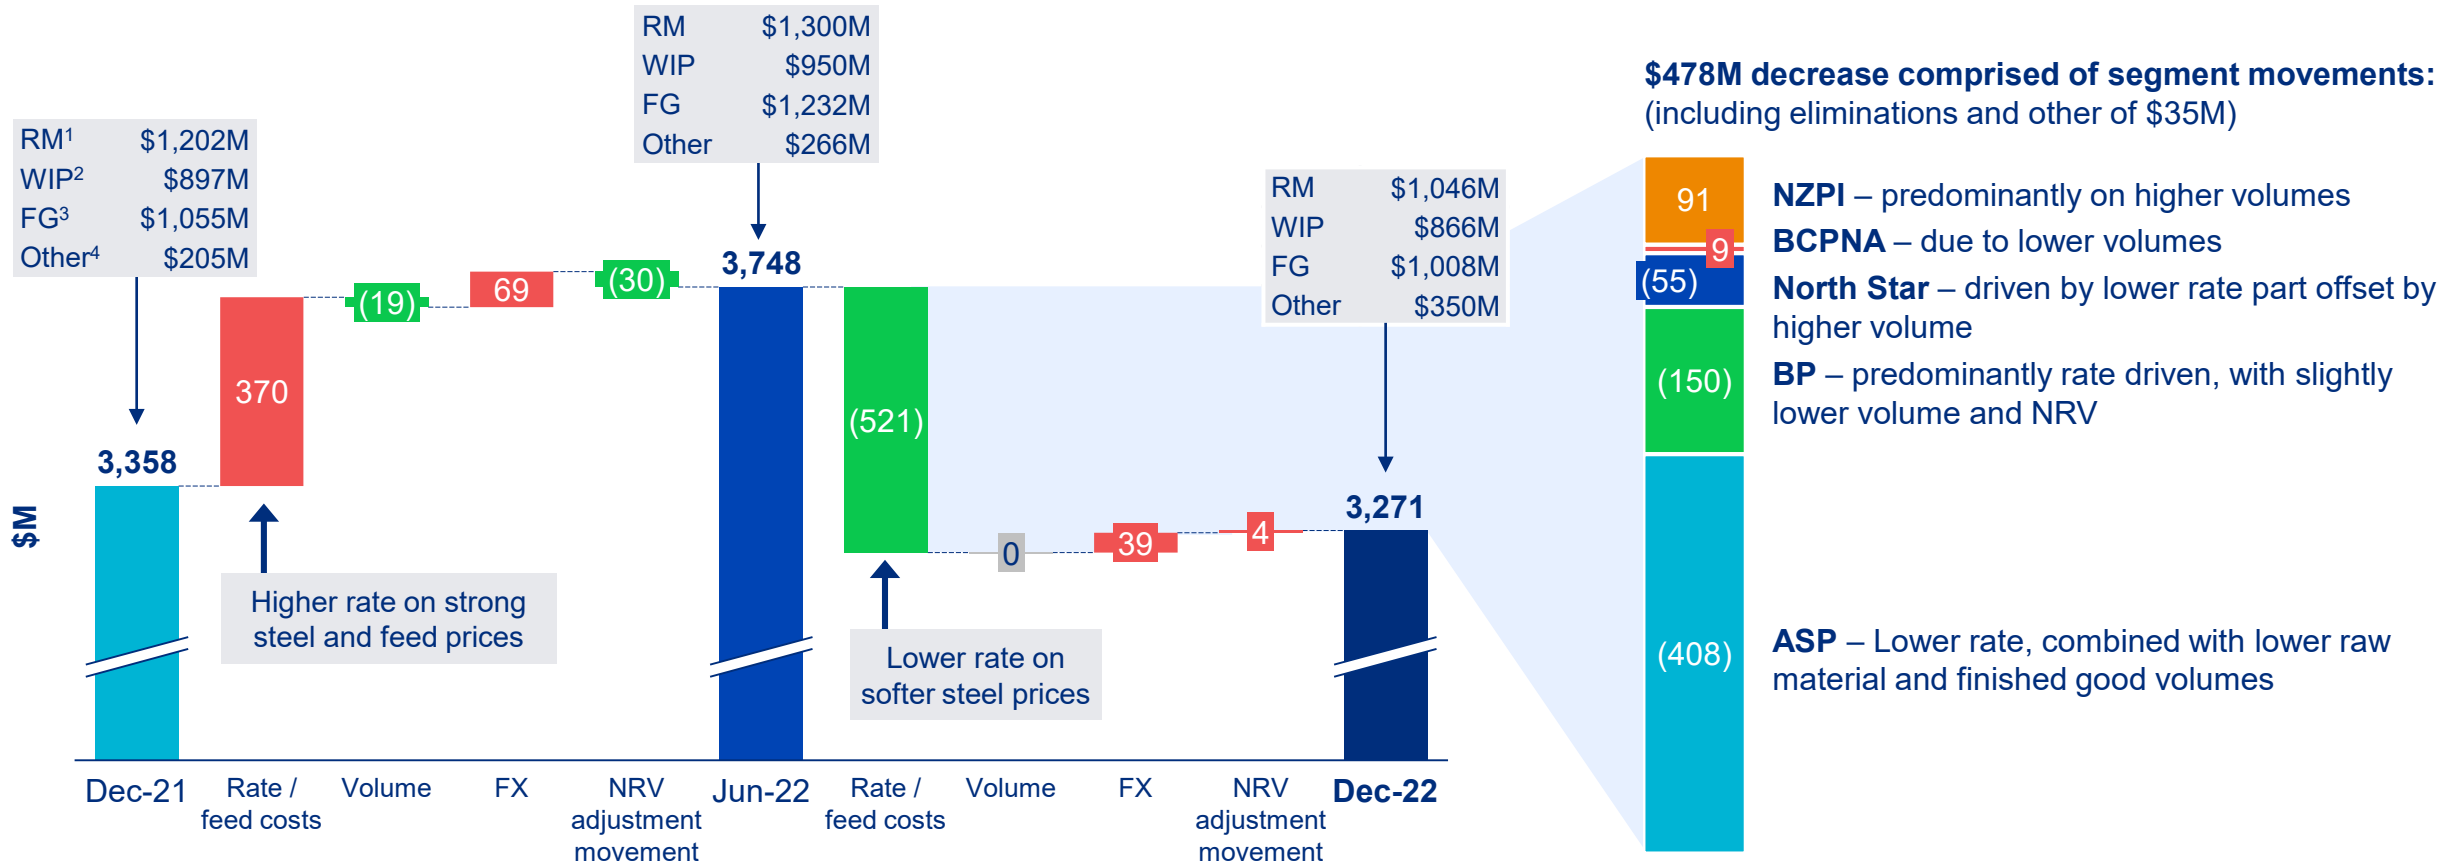 RM $1,300M
WIP $950M
FG $1,232M
Other $266M
$478M decrease comprised of segment movements:
(including eliminations and other of $35M)
RM¹ $1,202M
WIP² $897M
FG³ $1,055M
Other⁴ $205M
RM $1,046M
WIP $866M
FG $1,008M
Other $350M
91
NZPI – predominantly on higher volumes
9
BCPNA – due to lower volumes
(55)
North Star – driven by lower rate part offset by
higher volume
(150)
BP – predominantly rate driven, with slightly
lower volume and NRV
(408)
ASP – Lower rate, combined with lower raw
material and finished good volumes
$M
3,358
370
(19)
69
(30)
3,748
(521)
0
39
4
3,271
Higher rate on strong
steel and feed prices
Lower rate on
softer steel prices
Dec-21
Rate /
feed costs
Volume
FX
NRV
adjustment
movement
Jun-22
Rate /
feed costs
Volume
FX
NRV
adjustment
movement
Dec-22